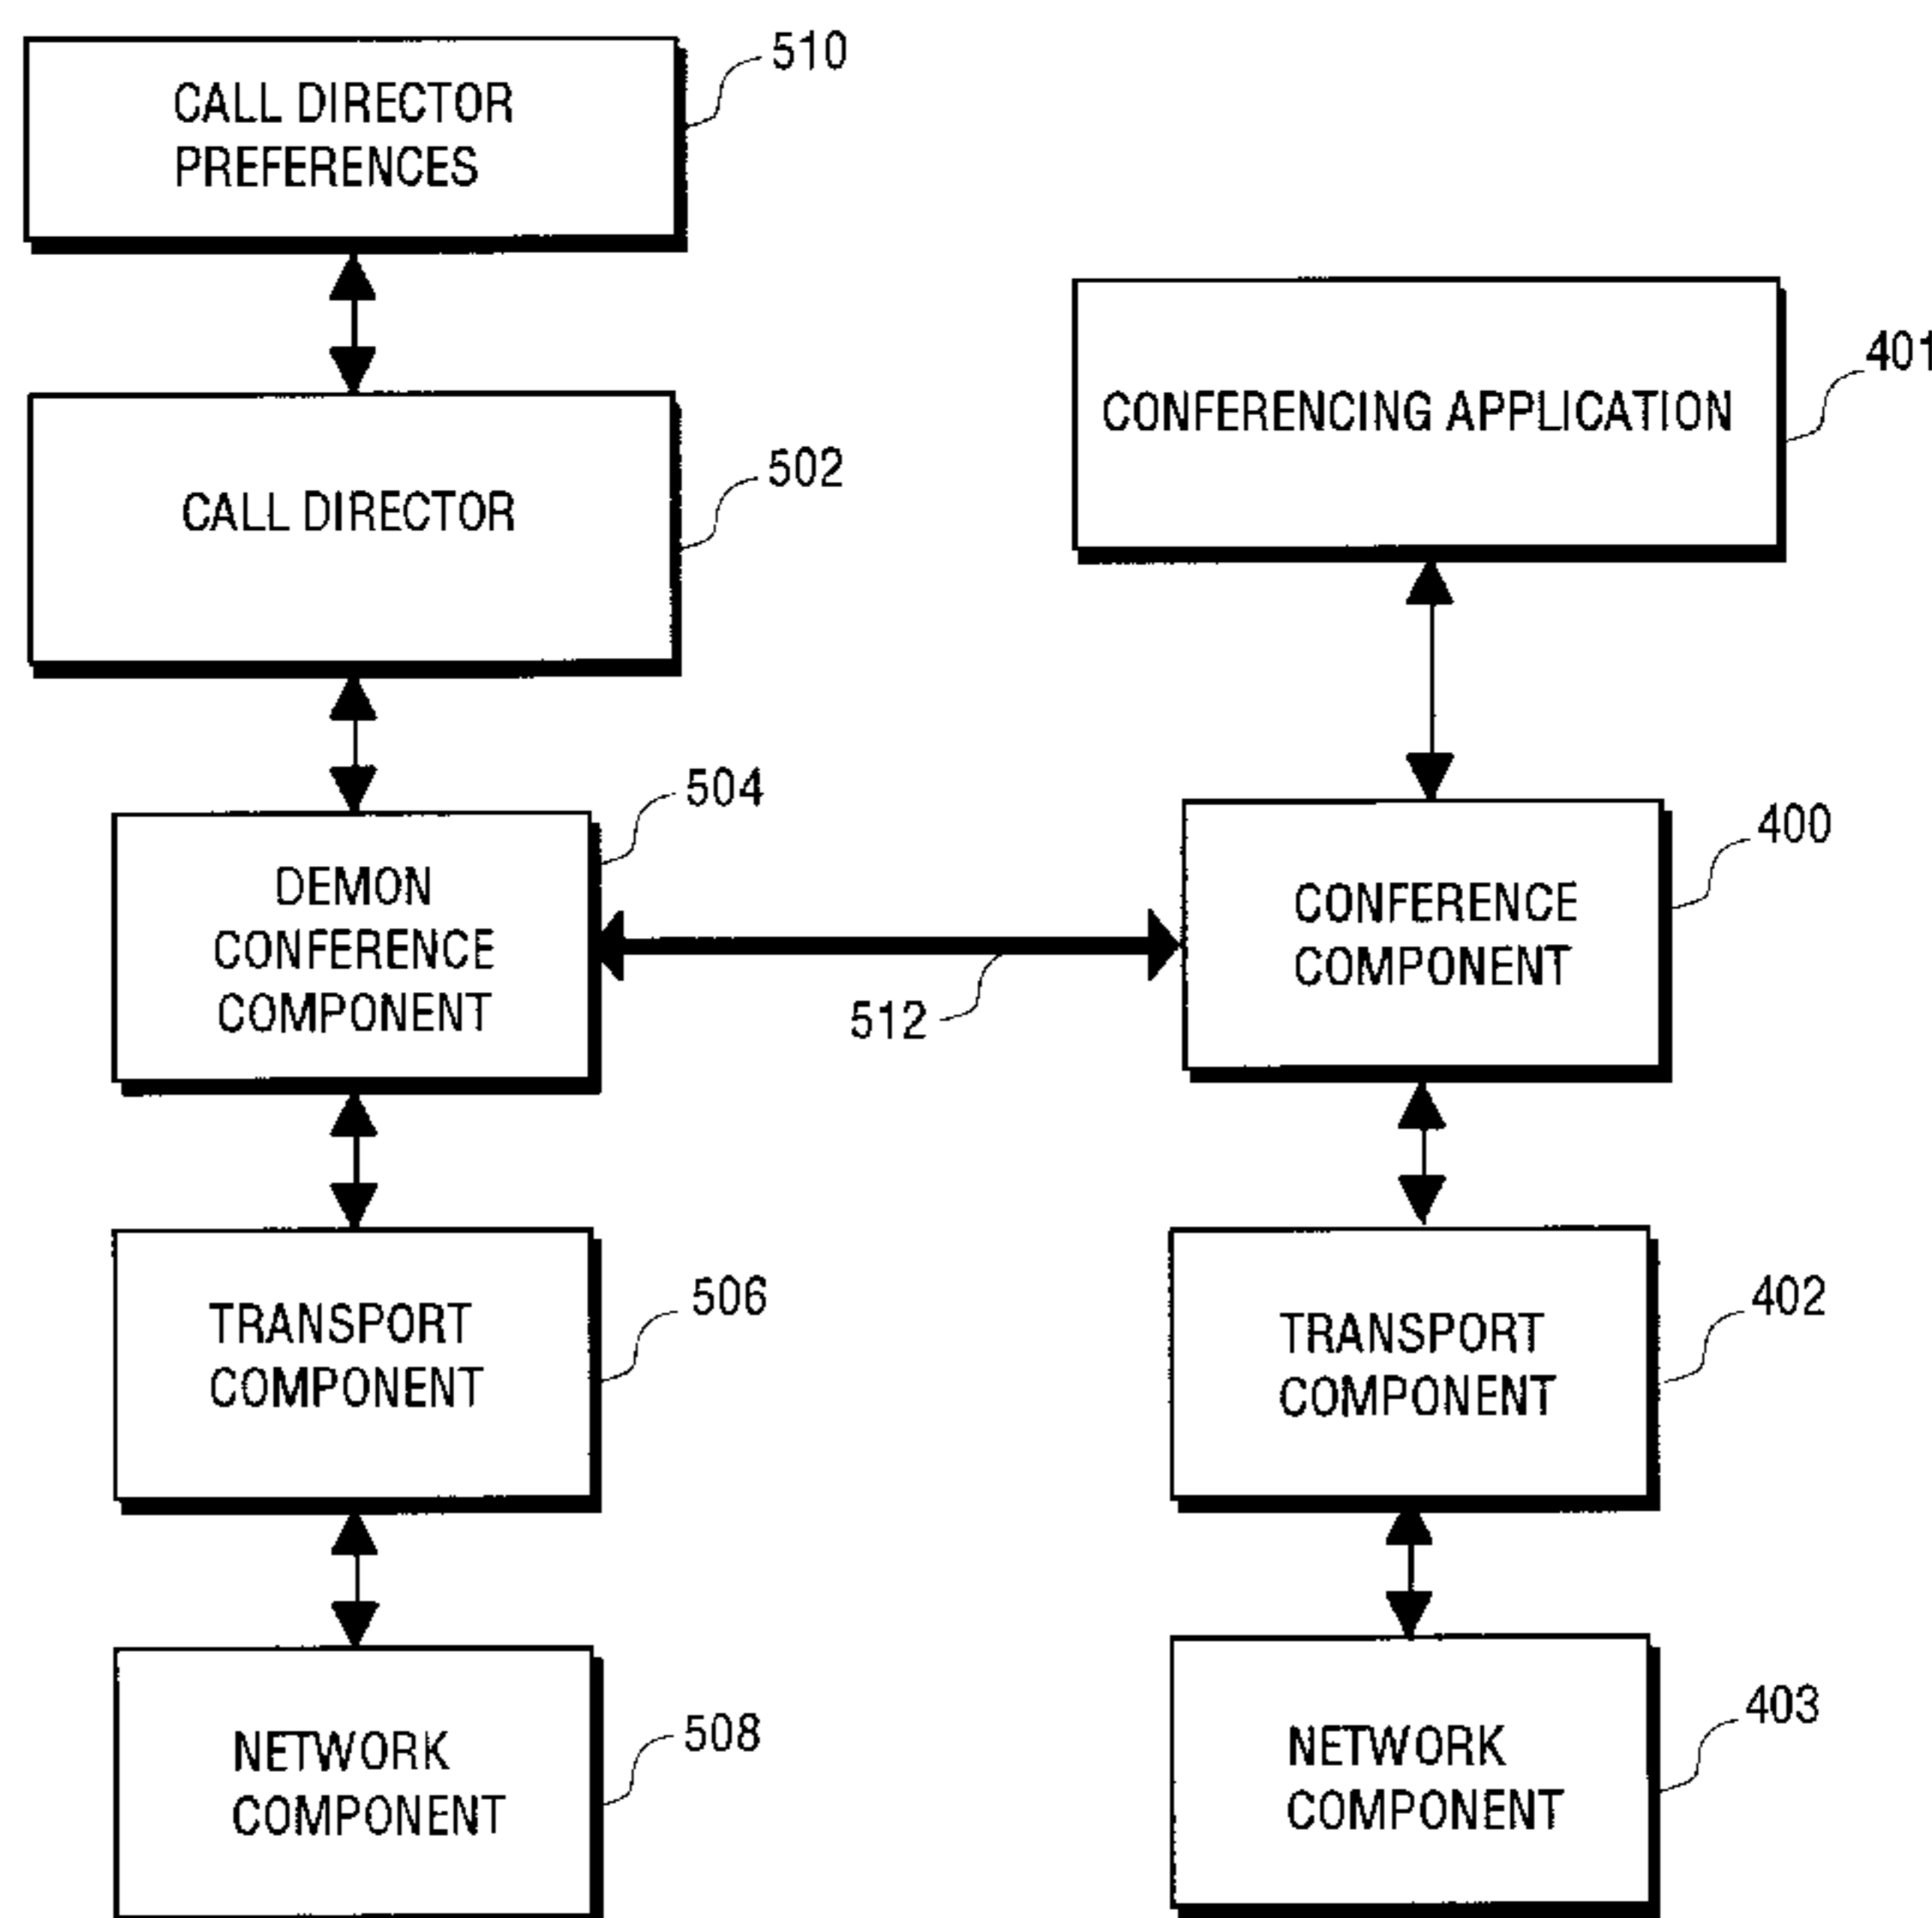 CALL DIRECTOR
PREFERENCES
510
CALL DIRECTOR
502
CONFERENCING APPLICATION
401
DEMON
CONFERENCE
COMPONENT
504
512
CONFERENCE
COMPONENT
400
TRANSPORT
COMPONENT
506
TRANSPORT
COMPONENT
402
NETWORK
COMPONENT
508
NETWORK
COMPONENT
403